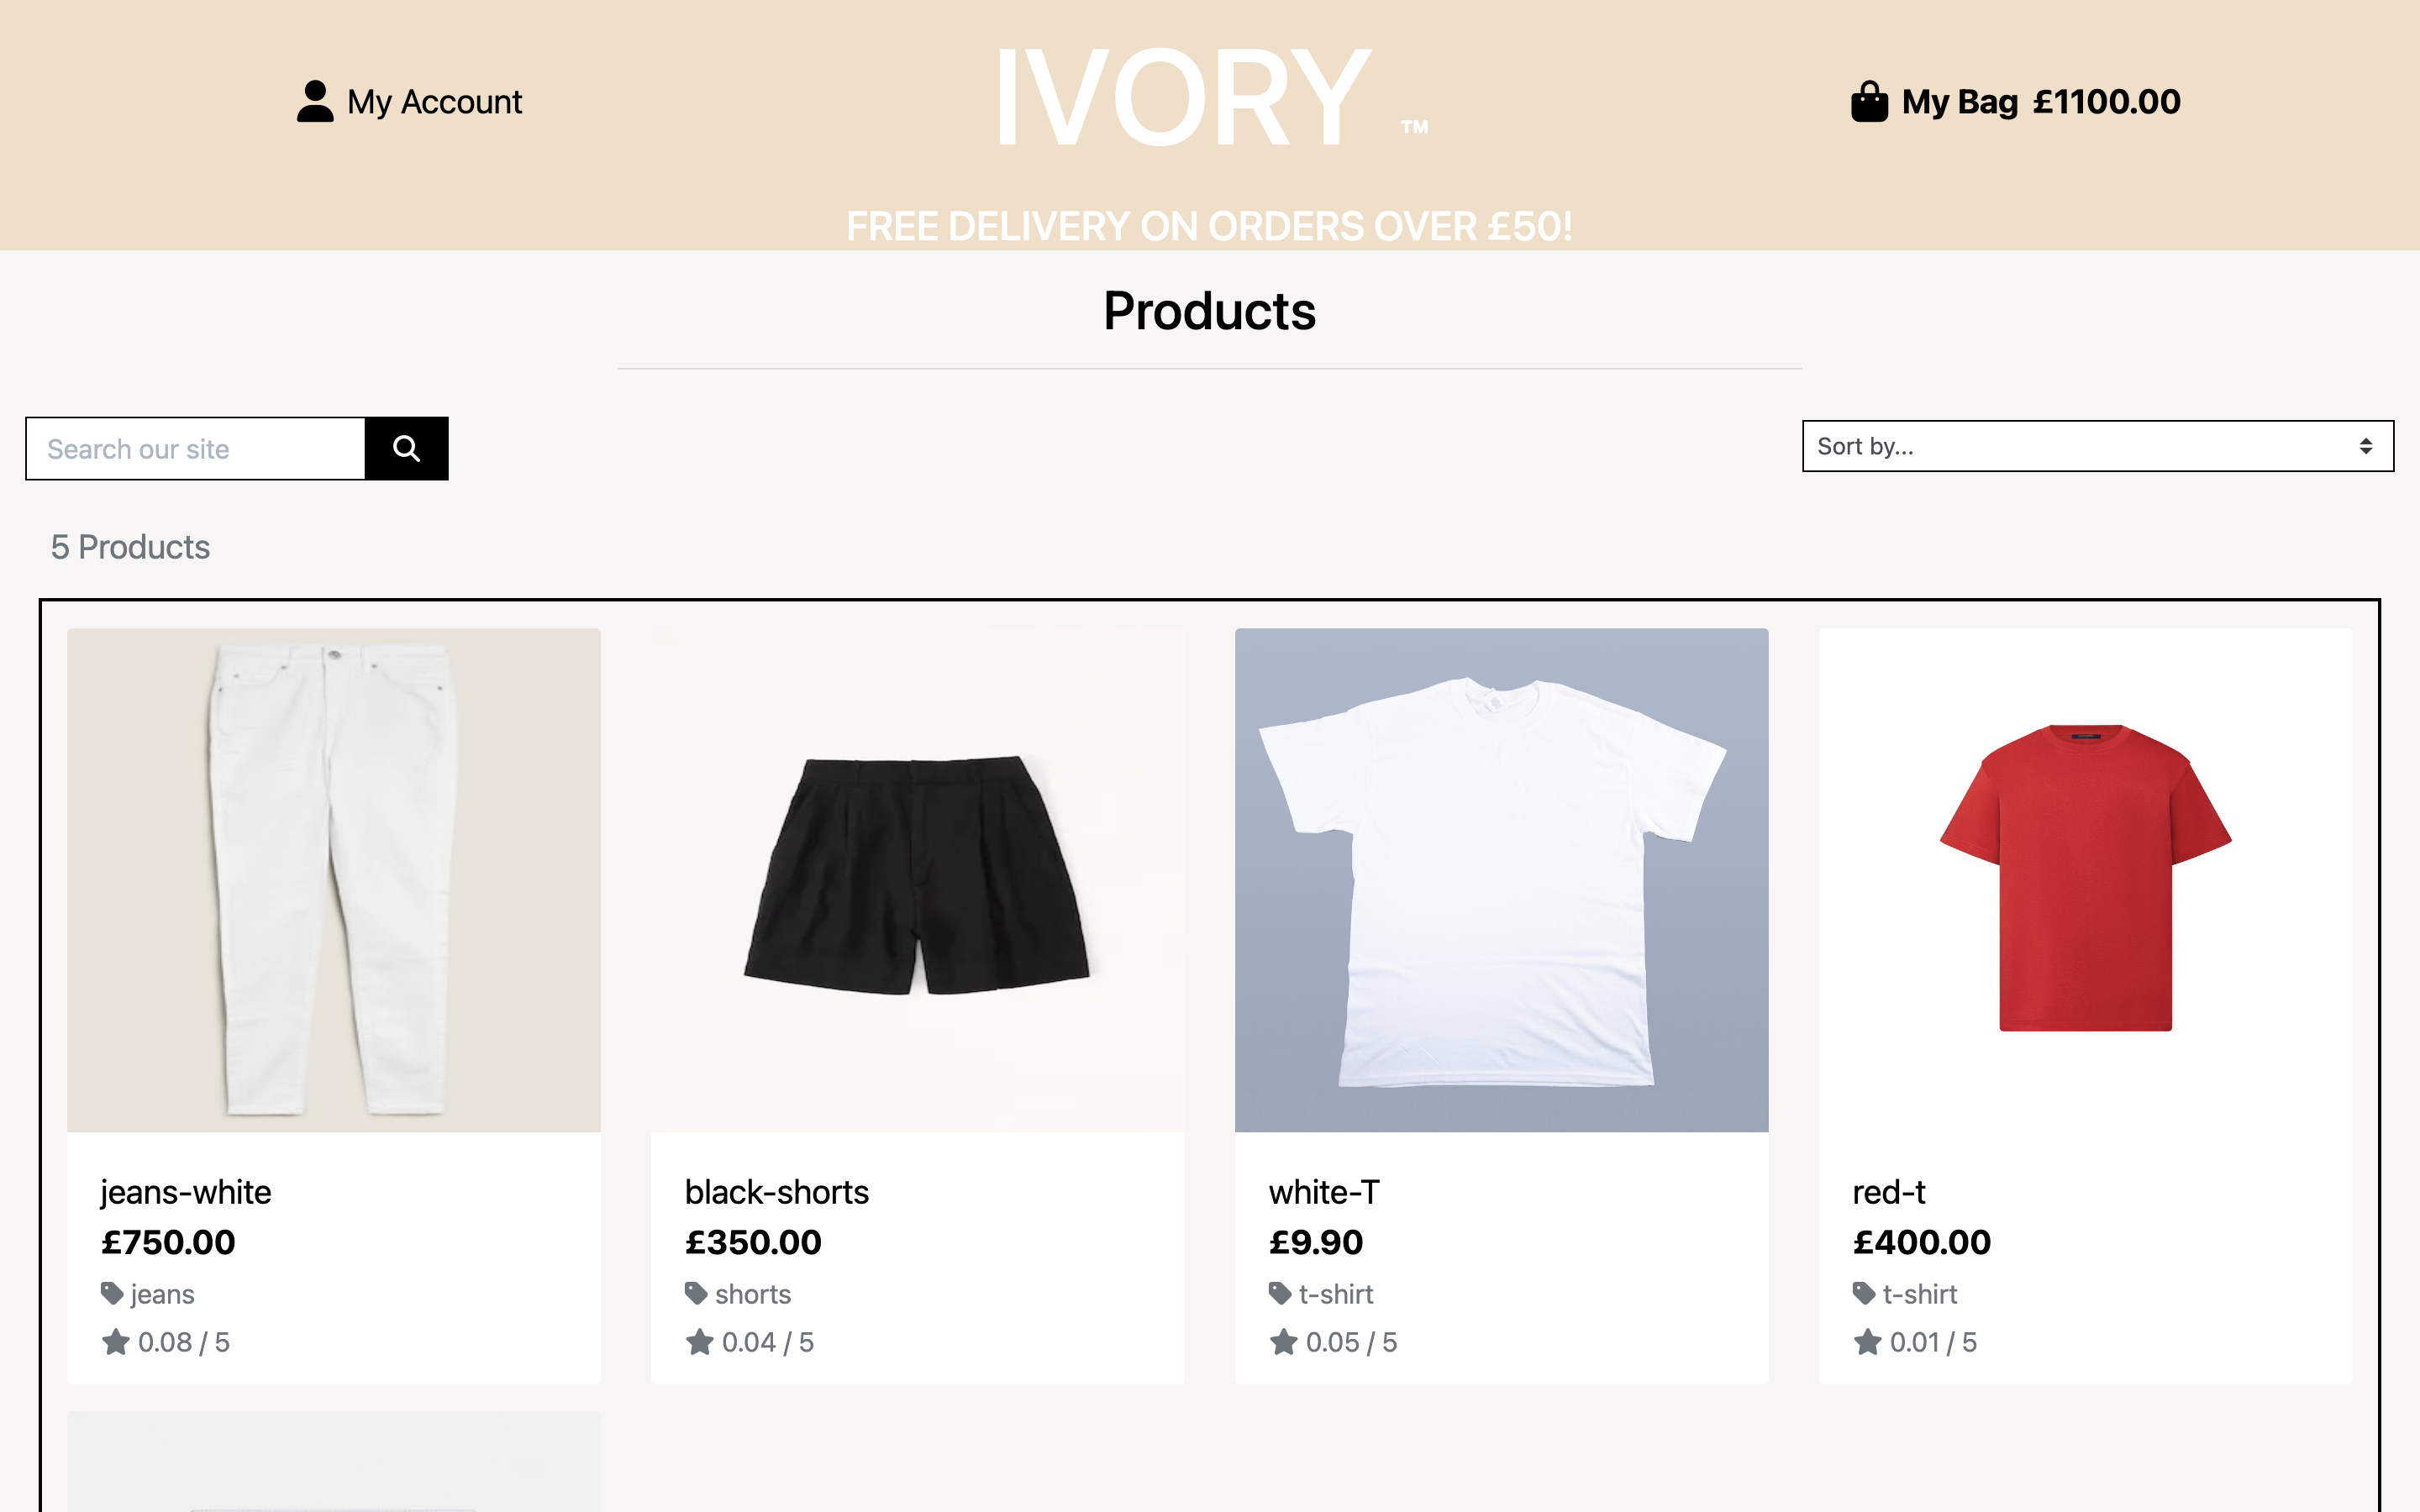 My Account
IVORY ™
My Bag £1100.00
FREE DELIVERY ON ORDERS OVER £50!
Products
Search our site
Sort by...
5 Products
jeans-white
£750.00
jeans
0.08 / 5
black-shorts
£350.00
shorts
0.04 / 5
white-T
£9.90
t-shirt
0.05 / 5
red-t
£400.00
t-shirt
0.01 / 5